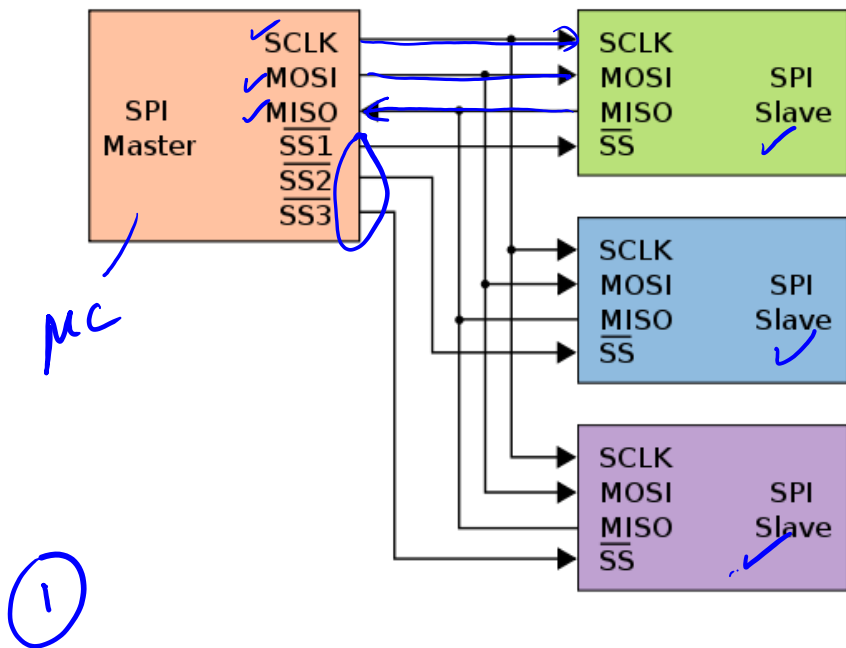 SPI
Master
SCLK
MOSI
MISO
SS1
SS2
SS3
SCLK
MOSI
MISO
SS
SPI
Slave
SCLK
MOSI
MISO
SS
SPI
Slave
SCLK
MOSI
MISO
SS
SPI
Slave
μC
1